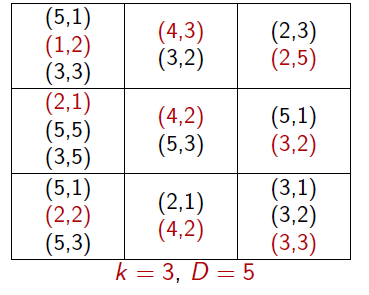 (5,1) (4,3) (2,3)
(1,2) (3,2) (2,5)
(3,3)
(2,1) (4,2) (5,1)
(5,5) (5,3) (3,2)
(3,5)
(5,1) (2,1) (3,1)
(2,2) (4,2) (3,2)
(5,3) (3,3)
k = 3, D = 5